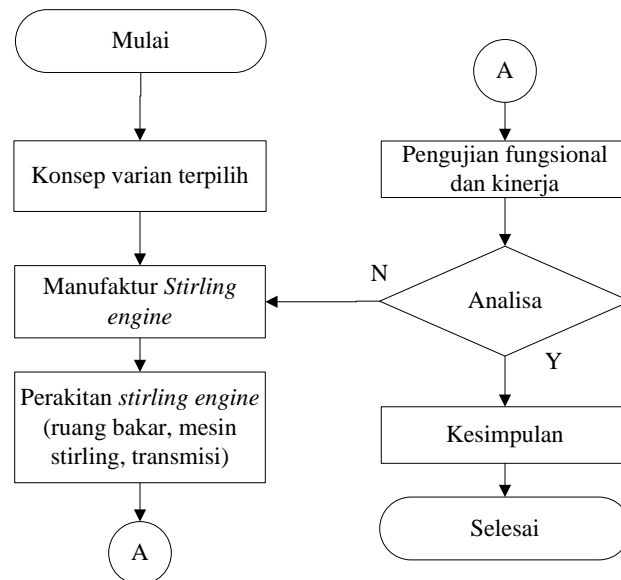 Mulai
Konsep varian terpilih
Manufaktur Stirling
engine
Perakitan stirling engine
(ruang bakar, mesin
stirling, transmisi)
A
A
Pengujian fungsional
dan kinerja
N
Analisa
Y
Kesimpulan
Selesai